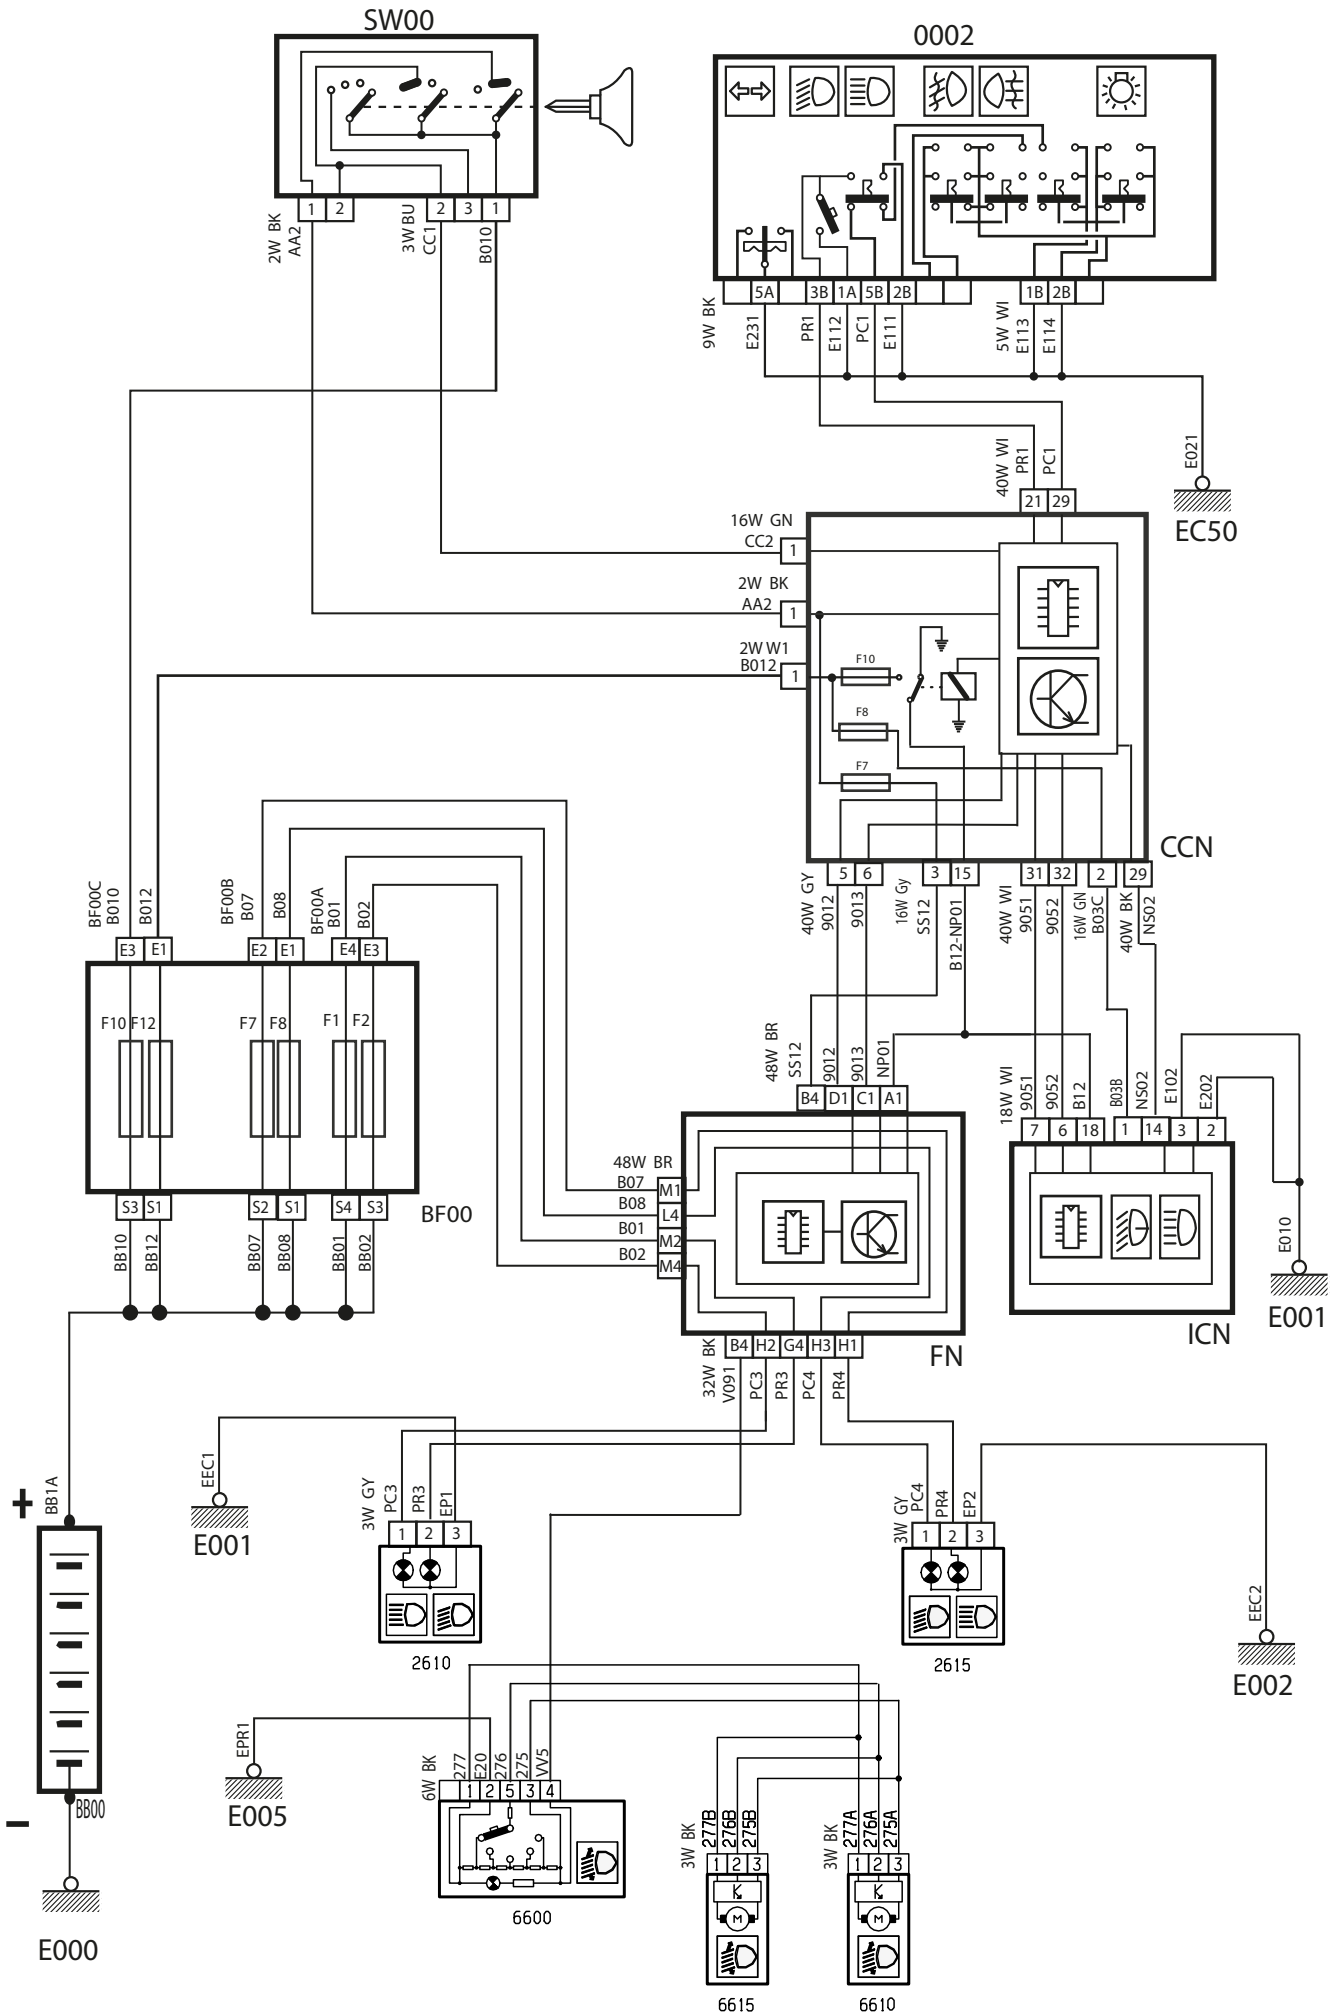 SW00
0002
1 2
2 3 1
2W BK
AA2
3W BU
CC1
B010
5A 3B 1A 5B 2B
1B 2B
9W BK
E231
PR1
E112
PC1
E111
5W WI
E113
E114
E021
EC50
40W WI
PR1
PC1
21 29
16W GN
CC2
1
2W BK
AA2
1
2W W1
B012
1
F10
F8
F7
CCN
5 6
3 15
31 32
2
29
40W GY
9012
9013
16W Gy
SS12
B12-NP01
40W WI
9051
9052
16W GN
B03C
40W BK
NS02
BF00C
B010
B012
BF00B
B07
B08
BF00A
B01
B02
E3 E1
E2 E1
E4 E3
F10 F12
F7 F8
F1 F2
S3 S1
S2 S1
S4 S3
BF00
BB10
BB12
BB07
BB08
BB01
BB02
48W BR
SS12
9012
9013
NP01
B4 D1 C1 A1
48W BR
B07
M1
B08
L4
B01
M2
B02
M4
B4 H2 G4 H3 H1
FN
32W BK
V091
PC3
PR3
PC4
PR4
18W WI
9051
9052
B12
B03B
NS02
E102
E202
7 6 18
1 14 3 2
ICN
E010
E001
+
BB1A
EEC1
E001
3W GY
PC3
PR3
EP1
1 2 3
2610
3W GY
PC4
PR4
EP2
1 2 3
2615
EEC2
E002
EPR1
E005
6W BK
277
E20
276
275
VV5
1 2 5 3 4
6600
−
BB00
E000
3W BK
277B
276B
275B
1 2 3
M
6615
3W BK
277A
276A
275A
1 2 3
M
6610